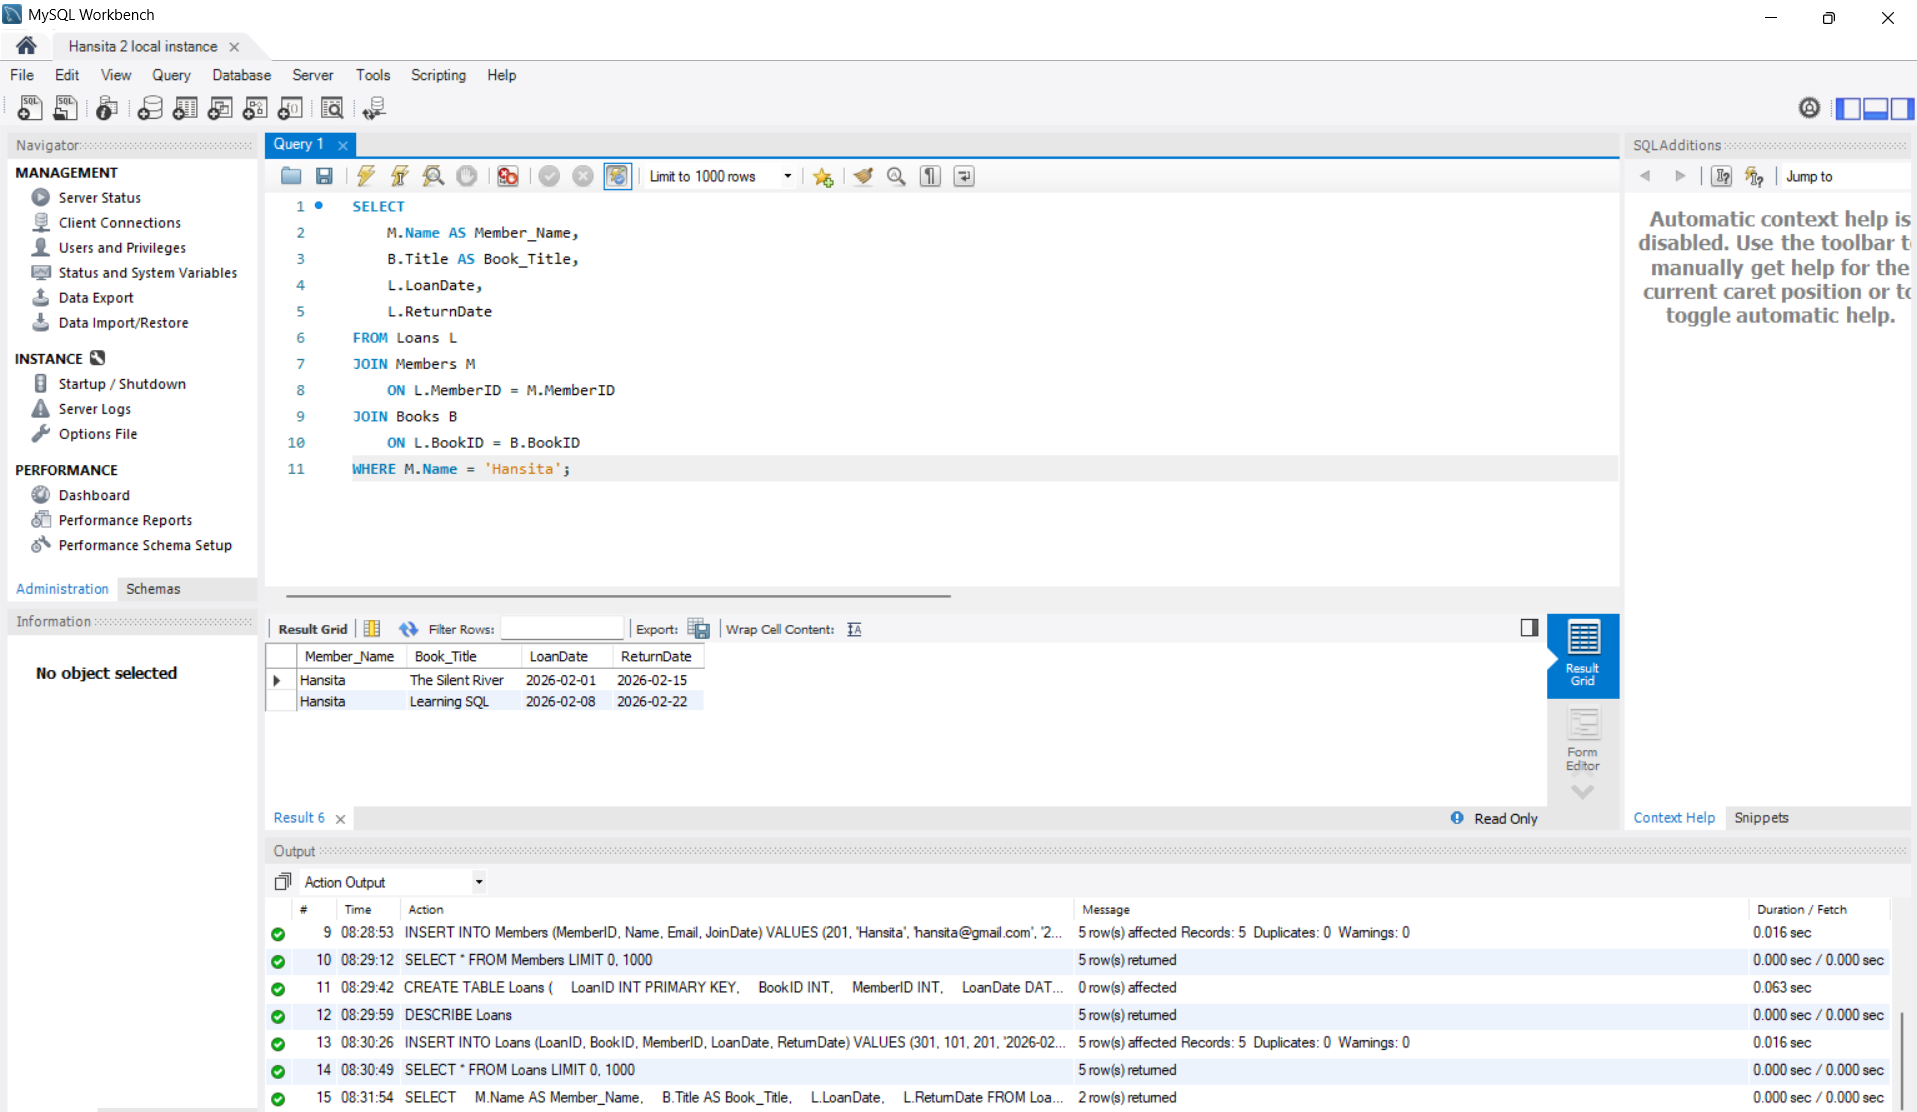 MySQL Workbench
Hansita 2 local instance
File Edit View Query Database Server Tools Scripting Help
Navigator
MANAGEMENT
Server Status
Client Connections
Users and Privileges
Status and System Variables
Data Export
Data Import/Restore
INSTANCE
Startup / Shutdown
Server Logs
Options File
PERFORMANCE
Dashboard
Performance Reports
Performance Schema Setup
Administration Schemas
Information
No object selected
Query 1
Limit to 1000 rows
1 SELECT
2 M.Name AS Member_Name,
3 B.Title AS Book_Title,
4 L.LoanDate,
5 L.ReturnDate
6 FROM Loans L
7 JOIN Members M
8 ON L.MemberID = M.MemberID
9 JOIN Books B
10 ON L.BookID = B.BookID
11 WHERE M.Name = 'Hansita';
Result Grid Filter Rows: Export: Wrap Cell Content:
Member_Name Book_Title LoanDate ReturnDate
Hansita The Silent River 2026-02-01 2026-02-15
Hansita Learning SQL 2026-02-08 2026-02-22
Result
Grid
Form
Editor
Result 6
Read Only
SQLAdditions
Jump to
Automatic context help is
disabled. Use the toolbar t
manually get help for the
current caret position or to
toggle automatic help.
Context Help Snippets
Output
Action Output
# Time Action Message Duration / Fetch
9 08:28:53 INSERT INTO Members (MemberID, Name, Email, JoinDate) VALUES (201, 'Hansita', 'hansita@gmail.com', '2... 5 row(s) affected Records: 5 Duplicates: 0 Warnings: 0 0.016 sec
10 08:29:12 SELECT * FROM Members LIMIT 0, 1000 5 row(s) returned 0.000 sec / 0.000 sec
11 08:29:42 CREATE TABLE Loans ( LoanID INT PRIMARY KEY, BookID INT, MemberID INT, LoanDate DAT... 0 row(s) affected 0.063 sec
12 08:29:59 DESCRIBE Loans 5 row(s) returned 0.000 sec / 0.000 sec
13 08:30:26 INSERT INTO Loans (LoanID, BookID, MemberID, LoanDate, ReturnDate) VALUES (301, 101, 201, '2026-02... 5 row(s) affected Records: 5 Duplicates: 0 Warnings: 0 0.016 sec
14 08:30:49 SELECT * FROM Loans LIMIT 0, 1000 5 row(s) returned 0.000 sec / 0.000 sec
15 08:31:54 SELECT M.Name AS Member_Name, B.Title AS Book_Title, L.LoanDate, L.ReturnDate FROM Loa... 2 row(s) returned 0.000 sec / 0.000 sec